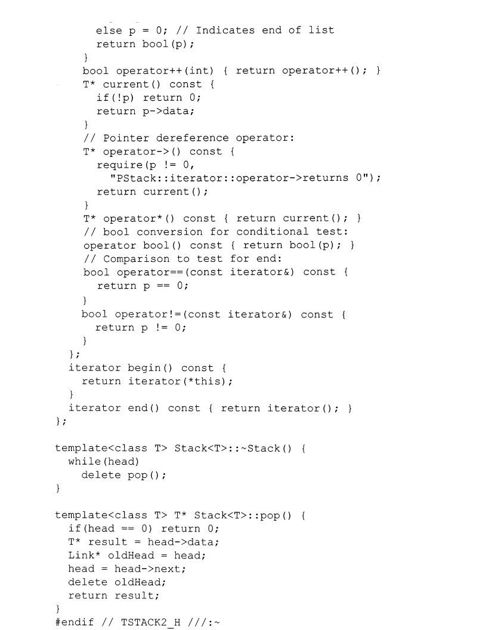 else p = 0; // Indicates end of list
return bool(p);
}
bool operator++(int) { return operator++(); }
T* current() const {
if(!p) return 0;
return p->data;
}
// Pointer dereference operator:
T* operator->() const {
require(p != 0,
"PStack::iterator::operator->returns 0");
return current();
}
T* operator*() const { return current(); }
// bool conversion for conditional test:
operator bool() const { return bool(p); }
// Comparison to test for end:
bool operator==(const iterator&) const {
return p == 0;
}
bool operator!=(const iterator&) const {
return p != 0;
}
};
iterator begin() const {
return iterator(*this);
}
iterator end() const { return iterator(); }
};
template<class T> Stack<T>::~Stack() {
while(head)
delete pop();
}
template<class T> T* Stack<T>::pop() {
if(head == 0) return 0;
T* result = head->data;
Link* oldHead = head;
head = head->next;
delete oldHead;
return result;
}
#endif // TSTACK2_H ///:~